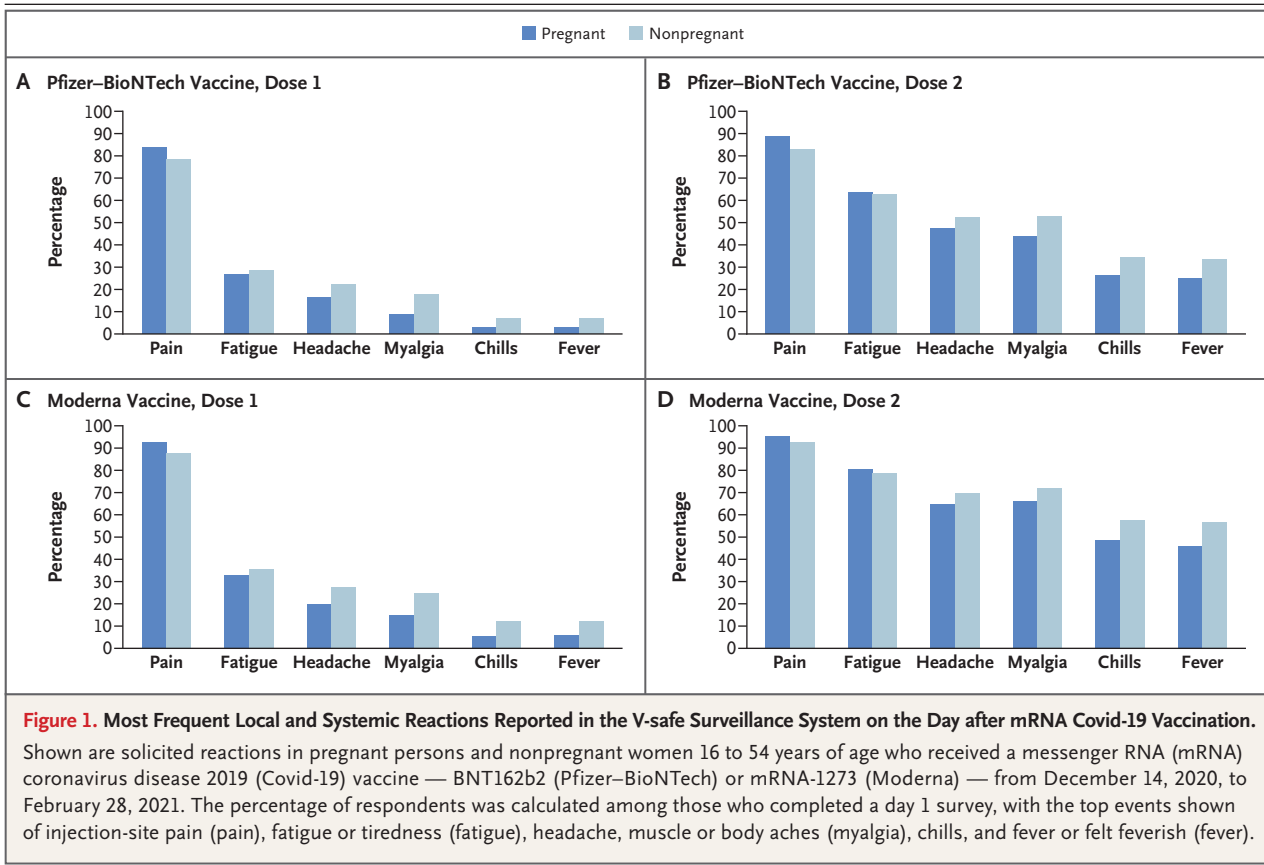 Pregnant Nonpregnant
A Pfizer–BioNTech Vaccine, Dose 1
Percentage
100
90
80
70
60
50
40
30
20
10
0
Pain Fatigue Headache Myalgia Chills Fever
B Pfizer–BioNTech Vaccine, Dose 2
Percentage
100
90
80
70
60
50
40
30
20
10
0
Pain Fatigue Headache Myalgia Chills Fever
C Moderna Vaccine, Dose 1
Percentage
100
90
80
70
60
50
40
30
20
10
0
Pain Fatigue Headache Myalgia Chills Fever
D Moderna Vaccine, Dose 2
Percentage
100
90
80
70
60
50
40
30
20
10
0
Pain Fatigue Headache Myalgia Chills Fever
Figure 1. Most Frequent Local and Systemic Reactions Reported in the V-safe Surveillance System on the Day after mRNA Covid-19 Vaccination.
Shown are solicited reactions in pregnant persons and nonpregnant women 16 to 54 years of age who received a messenger RNA (mRNA)
coronavirus disease 2019 (Covid-19) vaccine — BNT162b2 (Pfizer–BioNTech) or mRNA-1273 (Moderna) — from December 14, 2020, to
February 28, 2021. The percentage of respondents was calculated among those who completed a day 1 survey, with the top events shown
of injection-site pain (pain), fatigue or tiredness (fatigue), headache, muscle or body aches (myalgia), chills, and fever or felt feverish (fever).